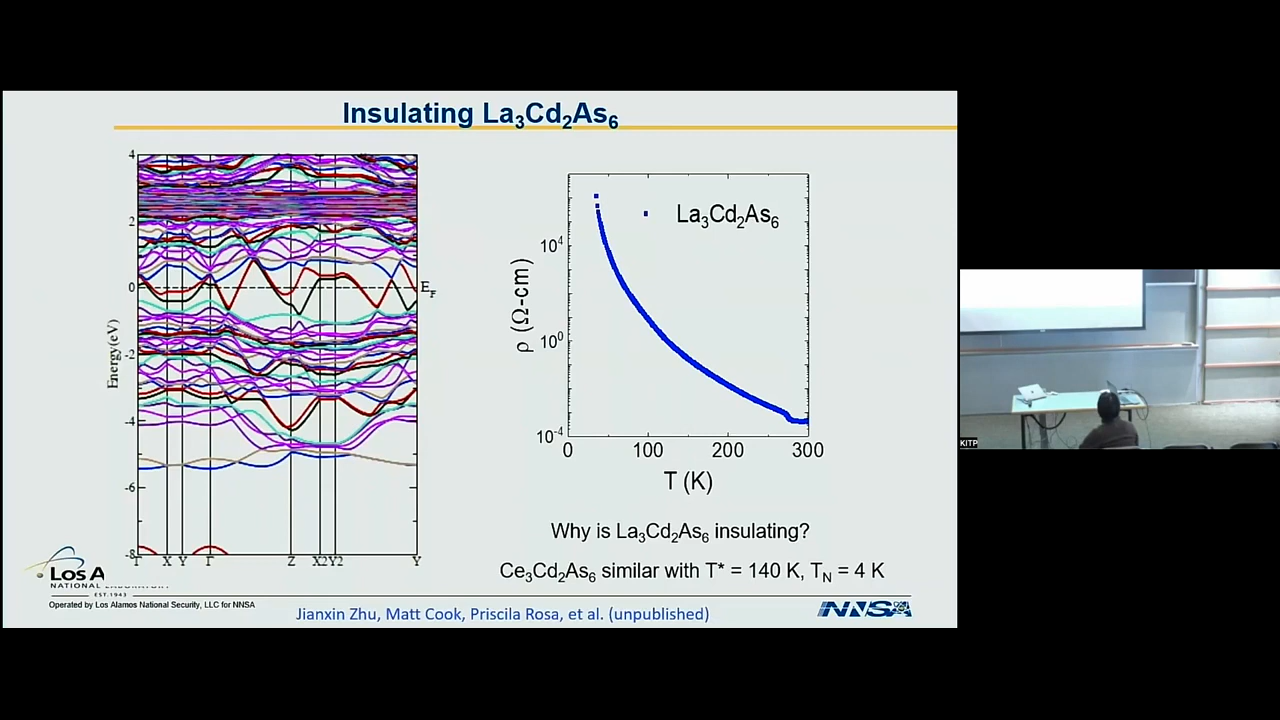 Insulating La₃Cd₂As₆
4
2
0
-2
-4
-6
-8
Energy(eV)
E_F
Γ X Y Γ Z X2 Y2 Y
La₃Cd₂As₆
10⁴
10⁰
10⁻⁴
ρ (Ω-cm)
0 100 200 300
T (K)
Why is La₃Cd₂As₆ insulating?
Ce₃Cd₂As₆ similar with T* = 140 K, T_N = 4 K
Los A
NATIONAL
EST.1943
Operated by Los Alamos National Security, LLC for NNSA
Jianxin Zhu, Matt Cook, Priscila Rosa, et al. (unpublished)
NNSA
KITP